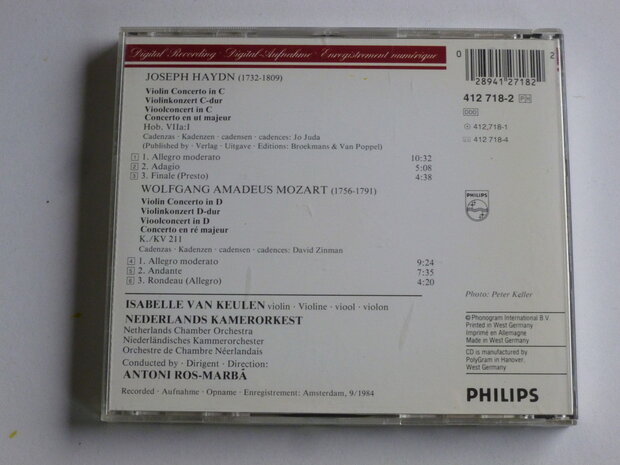 Digital Recording · Digital Aufnahme · Enregistrement numérique
JOSEPH HAYDN (1732-1809)
Violin Concerto in C
Violinkonzert C-dur
Vioolconcert in C
Concerto en ut majeur
Hob. VIIa:I
Cadenzas · Kadenzen · cadensen · cadences: Jo Juda
(Published by · Verlag · Uitgave · Editions: Broekmans & Van Poppel)
1 1. Allegro moderato 10:32
2 2. Adagio 5:08
3 3. Finale (Presto) 4:38
WOLFGANG AMADEUS MOZART (1756-1791)
Violin Concerto in D
Violinkonzert D-dur
Vioolconcert in D
Concerto en ré majeur
K./KV 211
Cadenzas · Kadenzen · cadensen · cadences: David Zinman
4 1. Allegro moderato 9:24
5 2. Andante 7:35
6 3. Rondeau (Allegro) 4:20
ISABELLE VAN KEULEN violin · Violine · viool · violon
NEDERLANDS KAMERORKEST
Netherlands Chamber Orchestra
Niederländisches Kammerorchester
Orchestre de Chambre Néerlandais
Conducted by · Dirigent · Direction:
ANTONI ROS-MARBÀ
Recorded · Aufnahme · Opname · Enregistrement: Amsterdam, 9/1984
0 28941 27182 2
412 718-2 PH
DDD
412,718-1
412 718-4
PHILIPS
Photo: Peter Keller
℗ Phonogram International B.V.
Printed in West Germany
Imprimé en Allemagne
Made in West Germany
CD is manufactured by
PolyGram in Hanover,
West Germany
PHILIPS